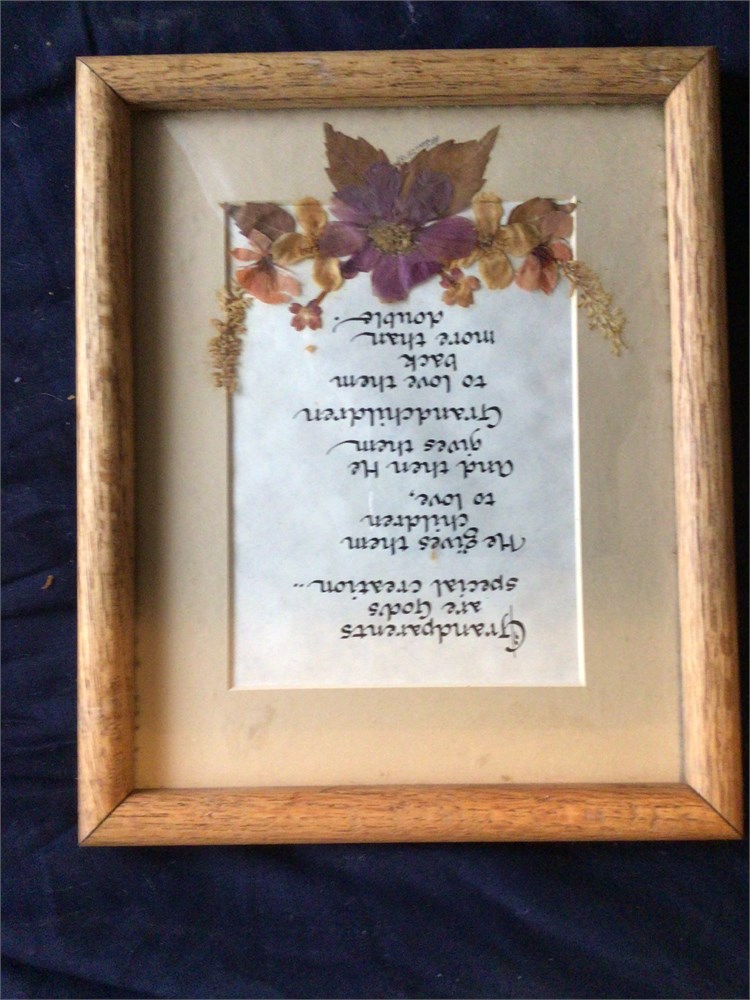 Grandparents
are God's
special creation...
He gives them
children
to love,
And then He
gives them
Grandchildren
to love them
back
more than
double!